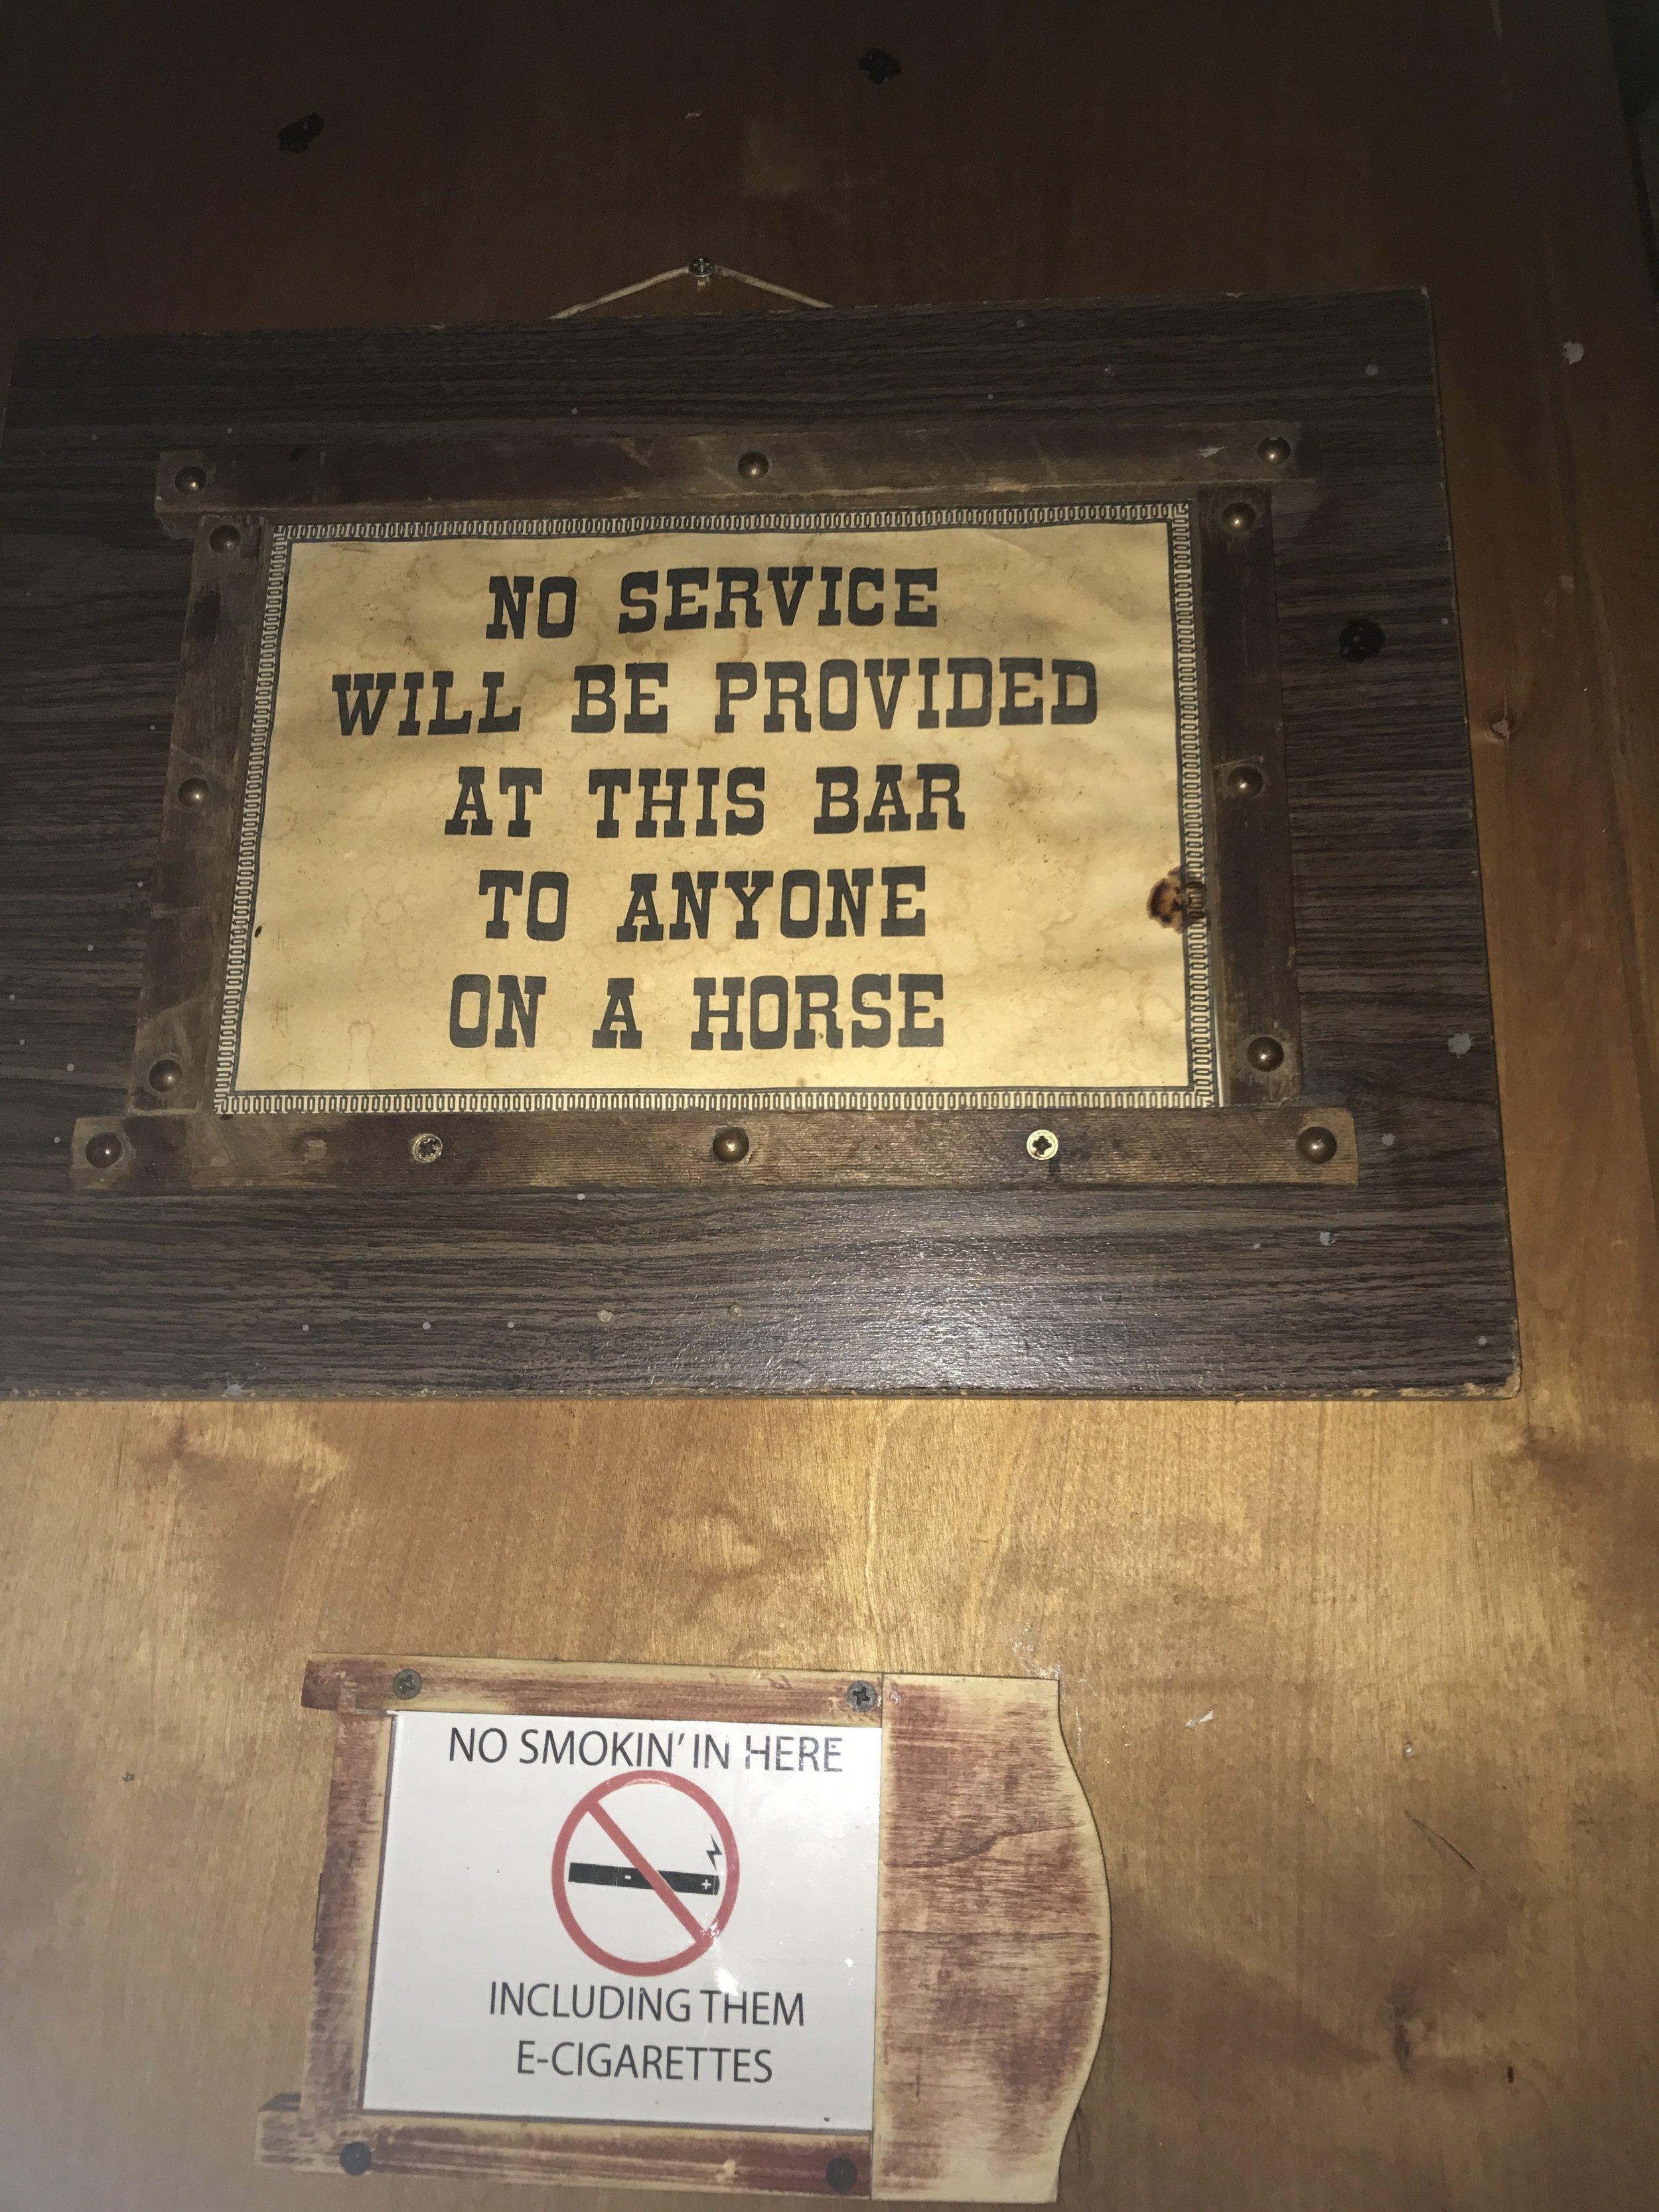 NO SERVICE
WILL BE PROVIDED
AT THIS BAR
TO ANYONE
ON A HORSE
NO SMOKIN' IN HERE
INCLUDING THEM
E-CIGARETTES